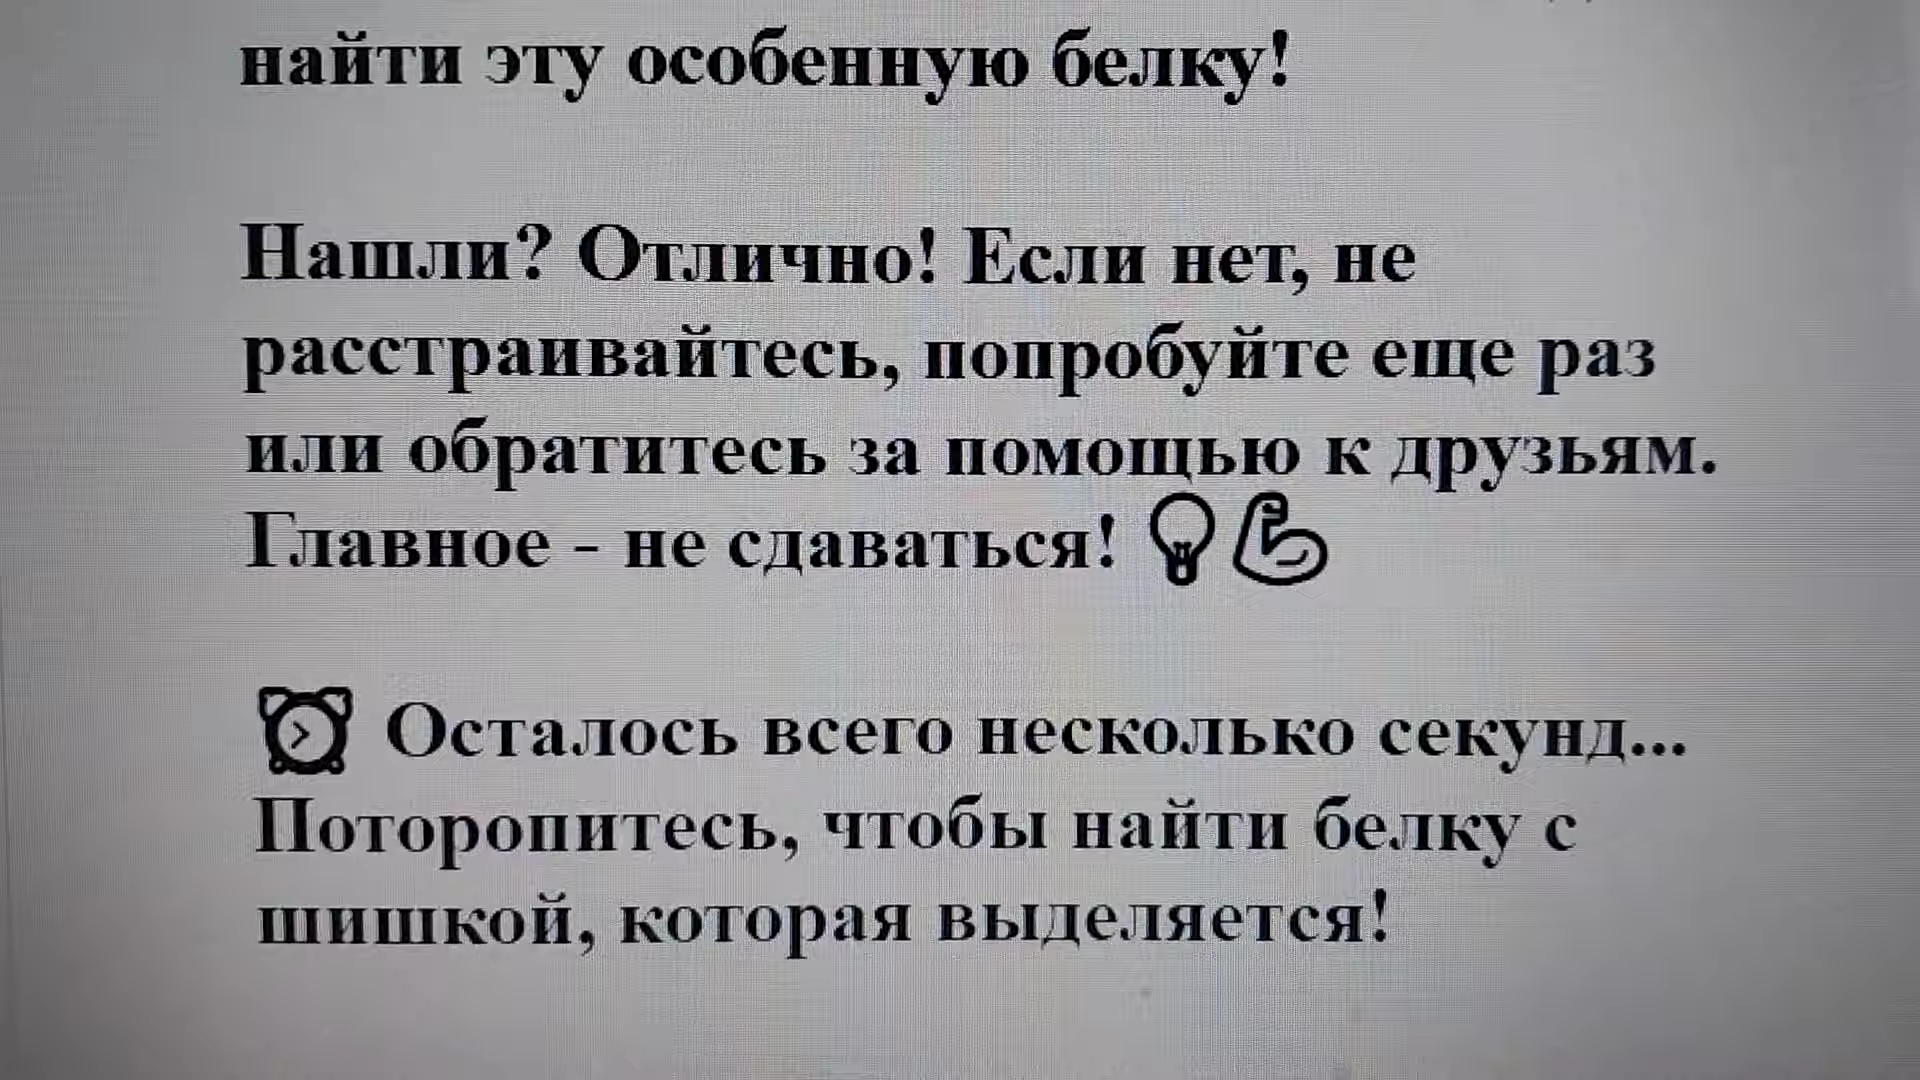 найти эту особенную белку!
Нашли? Отлично! Если нет, не
расстраивайтесь, попробуйте еще раз
или обратитесь за помощью к друзьям.
Главное - не сдаваться! 💡💪
⏰ Осталось всего несколько секунд...
Поторопитесь, чтобы найти белку с
шишкой, которая выделяется!